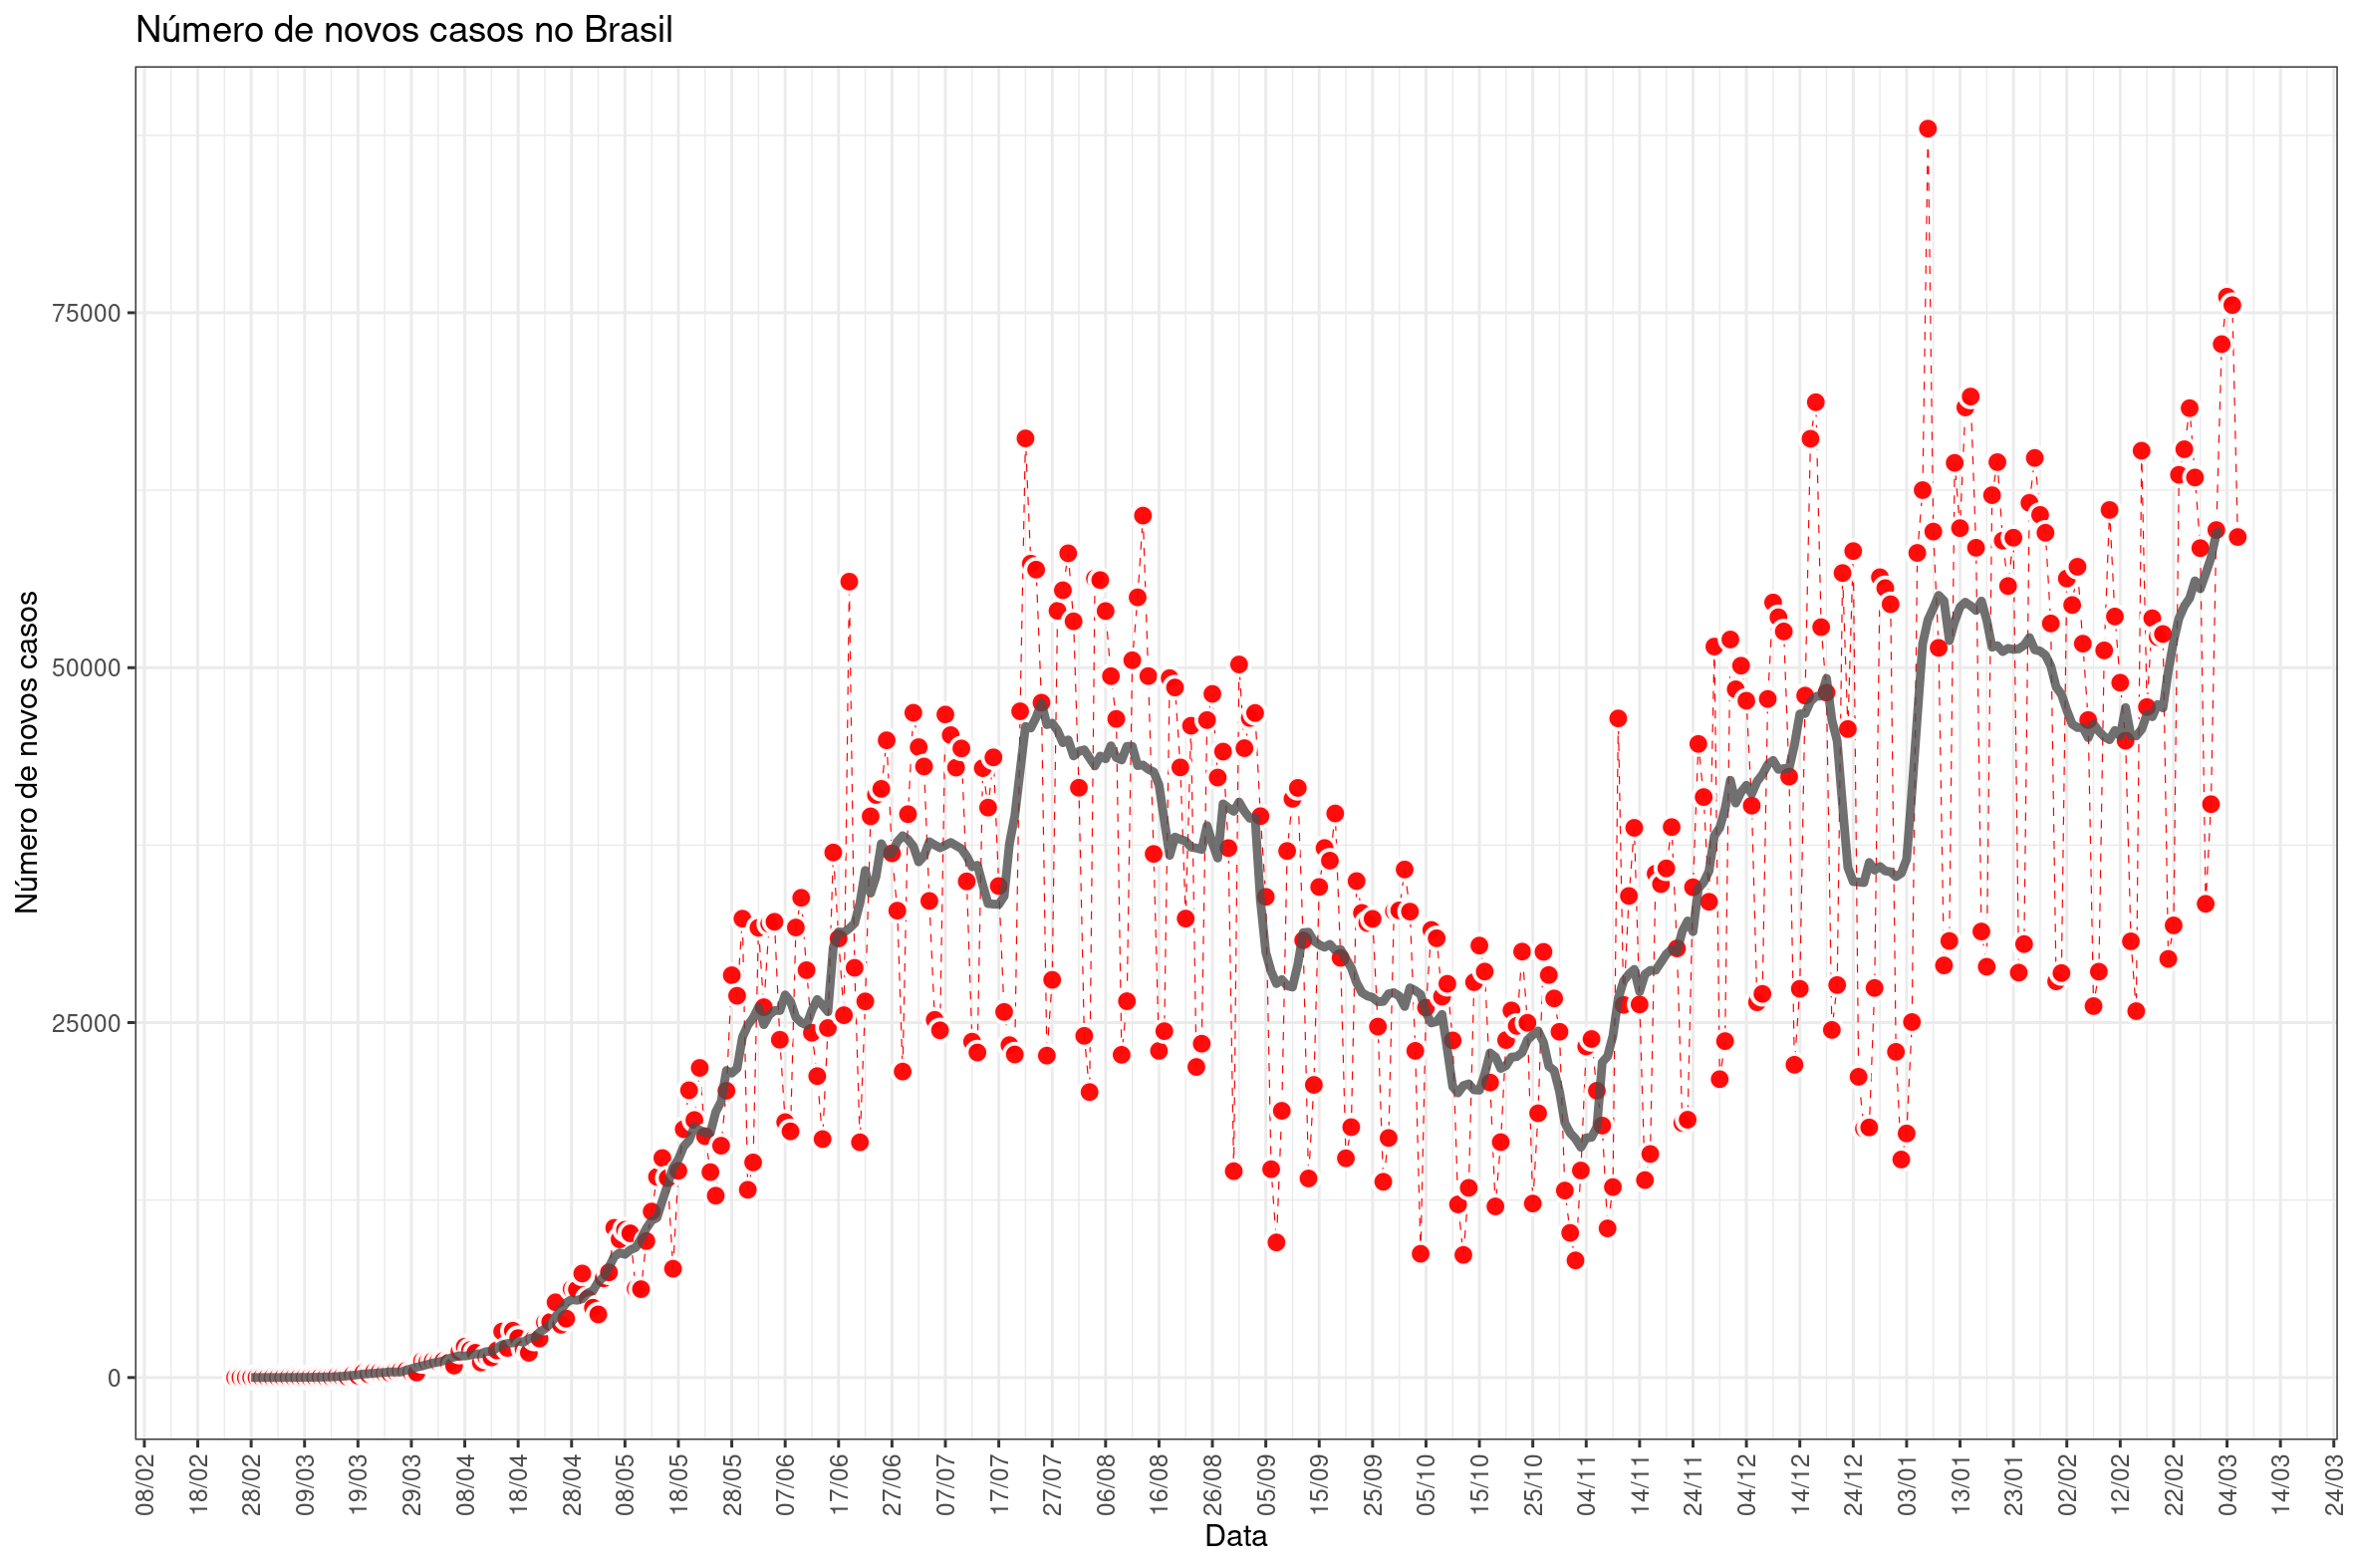 Número de novos casos no Brasil
Número de novos casos
75000
50000
25000
0
08/02 18/02 28/02 09/03 19/03 29/03 08/04 18/04 28/04 08/05 18/05 28/05 07/06 17/06 27/06 07/07 17/07 27/07 06/08 16/08 26/08 05/09 15/09 25/09 05/10 15/10 25/10 04/11 14/11 24/11 04/12 14/12 24/12 03/01 13/01 23/01 02/02 12/02 22/02 04/03 14/03 24/03
Data